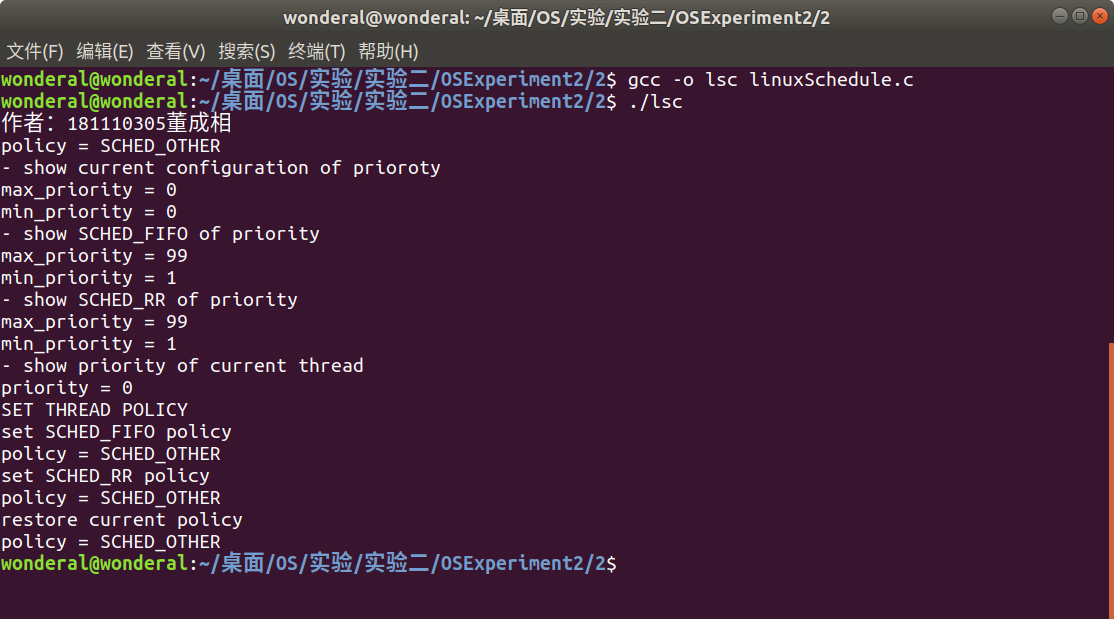 wonderal@wonderal: ~/桌面/OS/实验/实验二/OSExperiment2/2
文件(F) 编辑(E) 查看(V) 搜索(S) 终端(T) 帮助(H)
wonderal@wonderal:~/桌面/OS/实验/实验二/OSExperiment2/2$ gcc -o lsc linuxSchedule.c
wonderal@wonderal:~/桌面/OS/实验/实验二/OSExperiment2/2$ ./lsc
作者：181110305董成相
policy = SCHED_OTHER
- show current configuration of prioroty
max_priority = 0
min_priority = 0
- show SCHED_FIFO of priority
max_priority = 99
min_priority = 1
- show SCHED_RR of priority
max_priority = 99
min_priority = 1
- show priority of current thread
priority = 0
SET THREAD POLICY
set SCHED_FIFO policy
policy = SCHED_OTHER
set SCHED_RR policy
policy = SCHED_OTHER
restore current policy
policy = SCHED_OTHER
wonderal@wonderal:~/桌面/OS/实验/实验二/OSExperiment2/2$